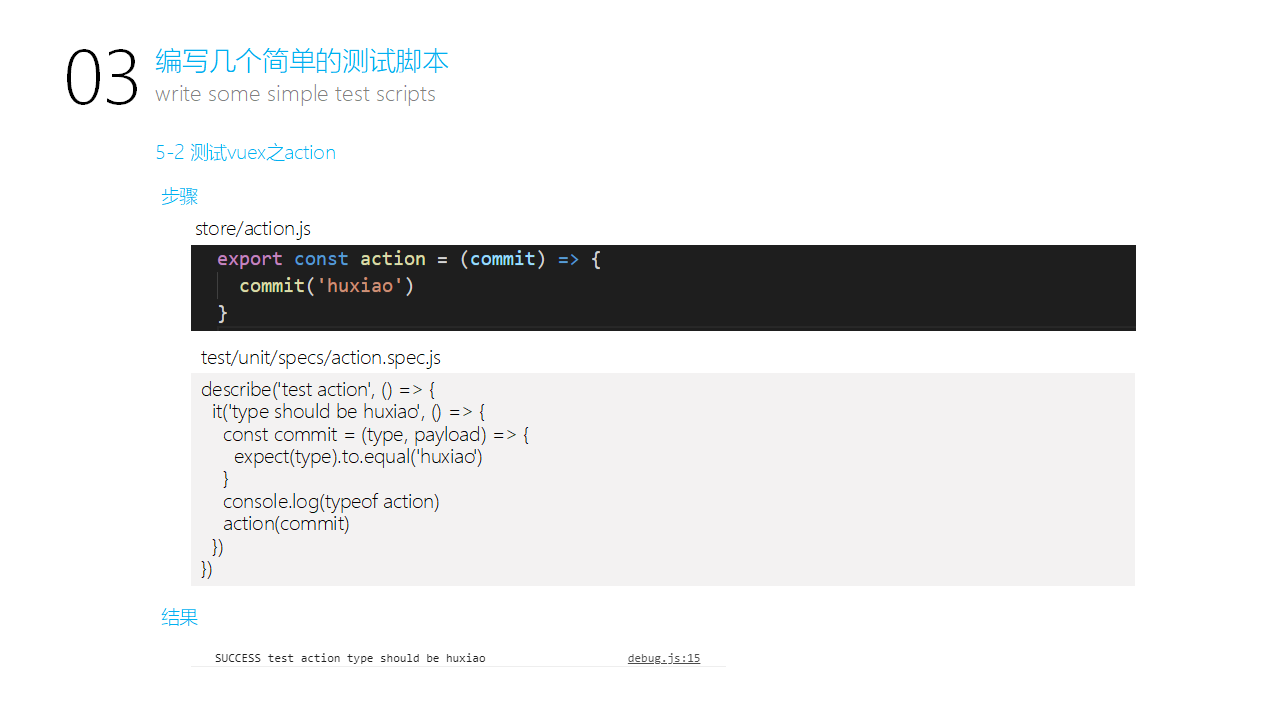 03
编写几个简单的测试脚本
write some simple test scripts
5-2 测试vuex之action
步骤
store/action.js
export const action = (commit) => {
  commit('huxiao')
}
test/unit/specs/action.spec.js
describe('test action', () => {
  it('type should be huxiao', () => {
    const commit = (type, payload) => {
      expect(type).to.equal('huxiao')
    }
    console.log(typeof action)
    action(commit)
  })
})
结果
SUCCESS test action type should be huxiao debug.js:15